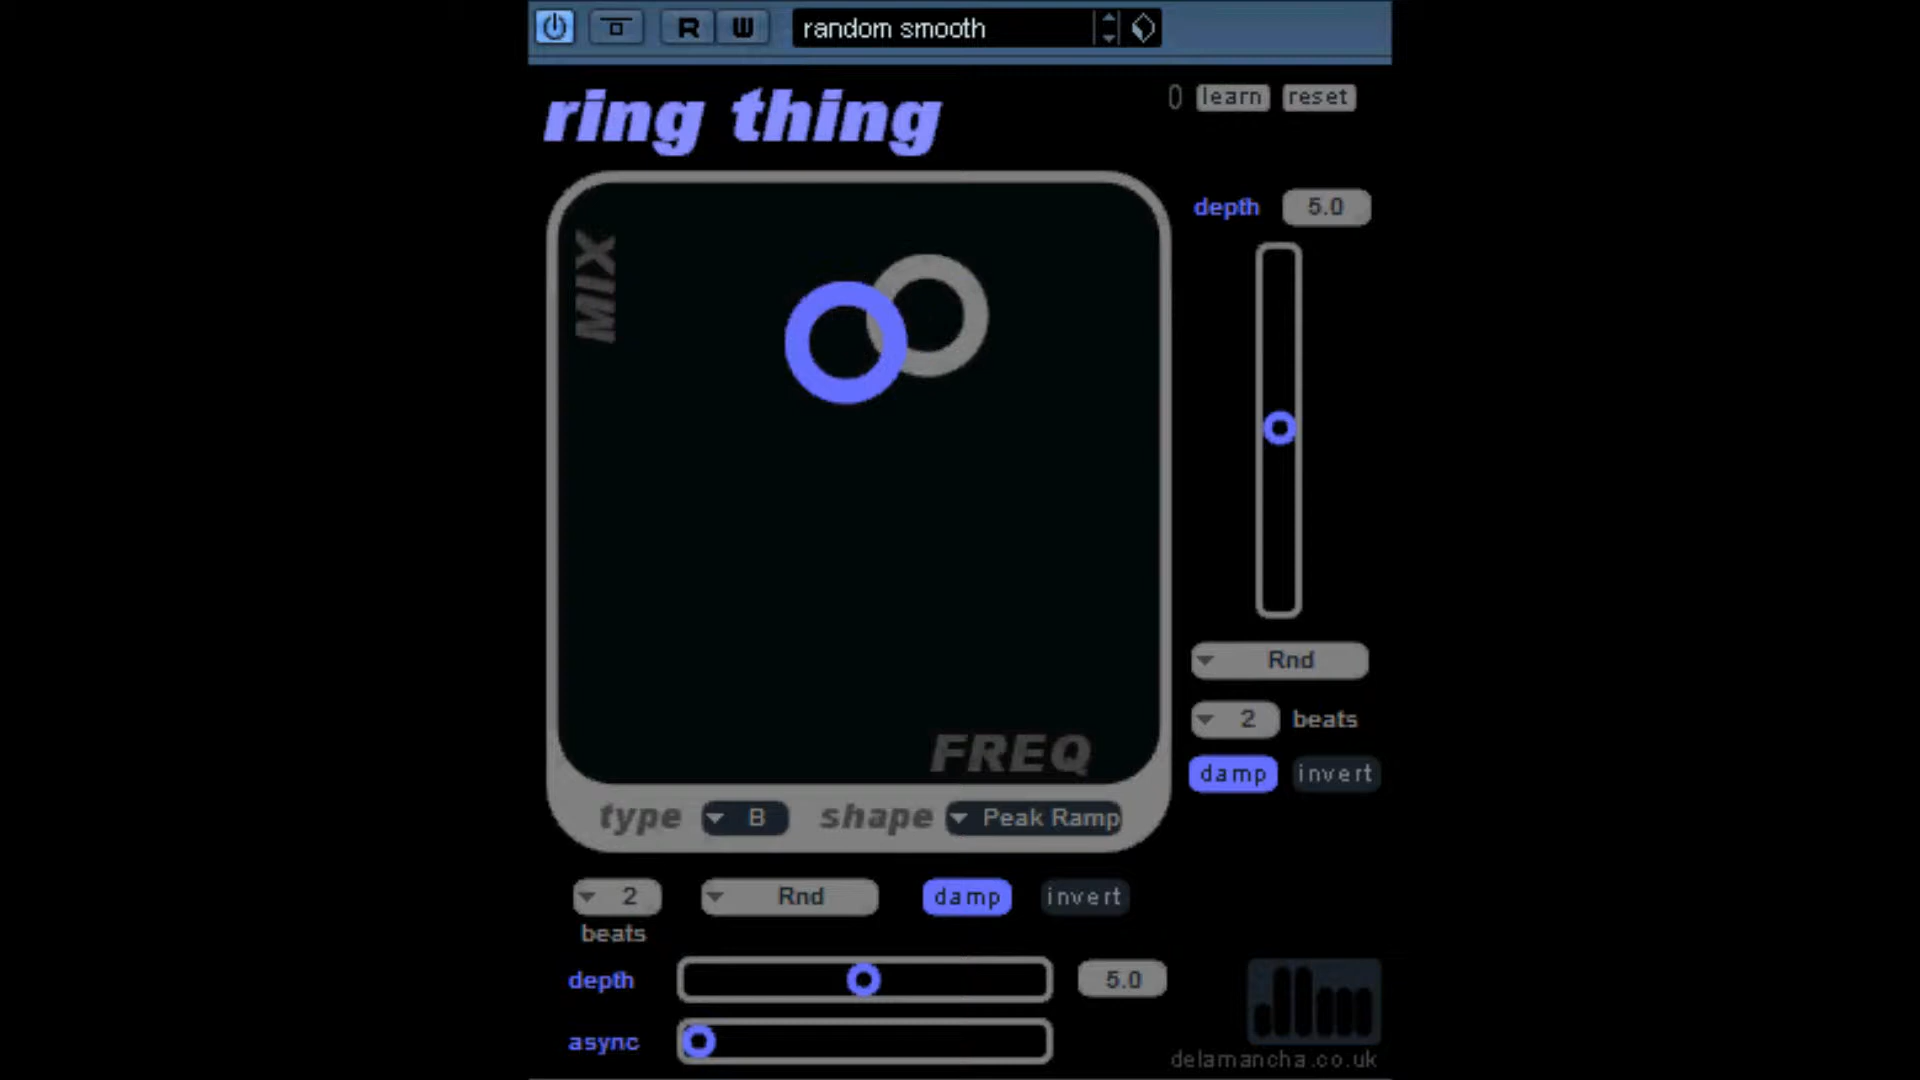 R W random smooth
ring thing
0 learn reset
depth 5.0
MIX
Rnd
2 beats
FREQ
damp invert
type B shape Peak Ramp
2 Rnd damp invert
beats
depth 5.0
async
delamancha.co.uk